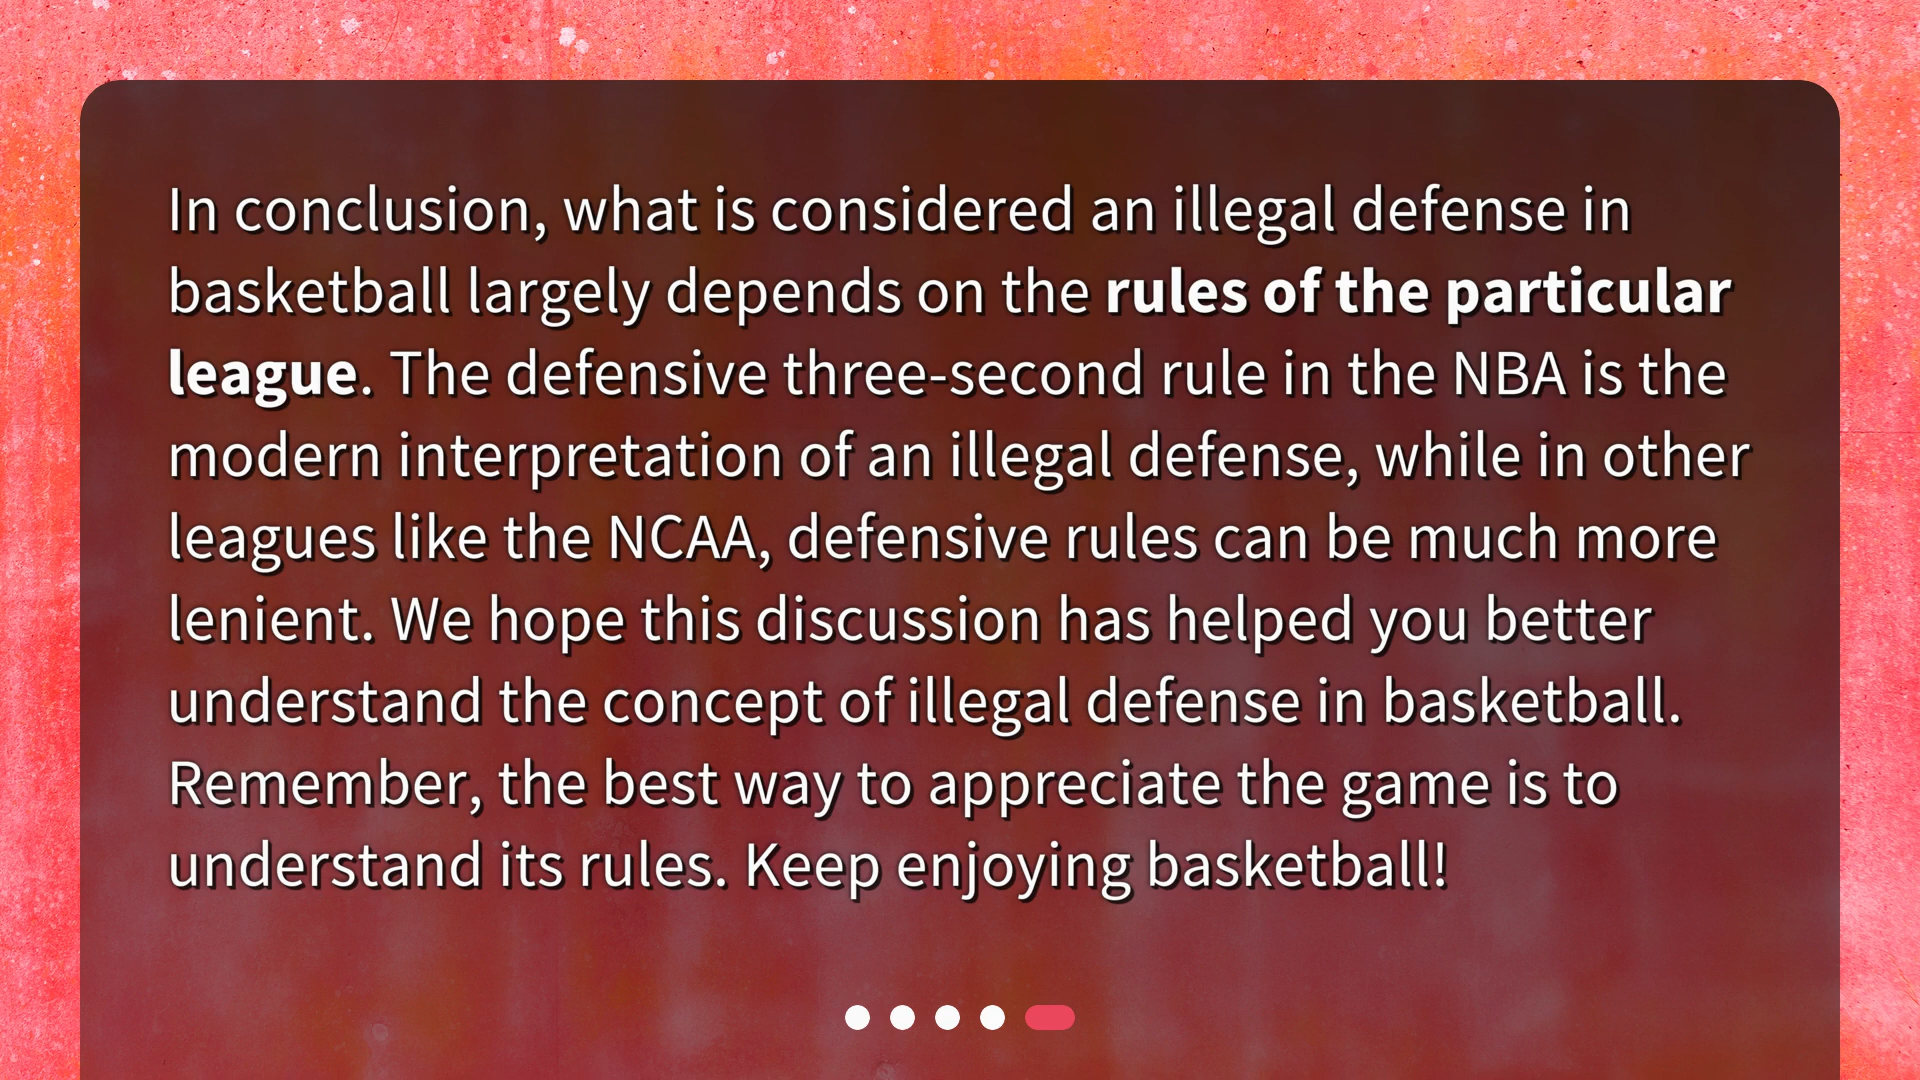 In conclusion, what is considered an illegal defense in
basketball largely depends on the rules of the particular
league. The defensive three-second rule in the NBA is the
modern interpretation of an illegal defense, while in other
leagues like the NCAA, defensive rules can be much more
lenient. We hope this discussion has helped you better
understand the concept of illegal defense in basketball.
Remember, the best way to appreciate the game is to
understand its rules. Keep enjoying basketball!